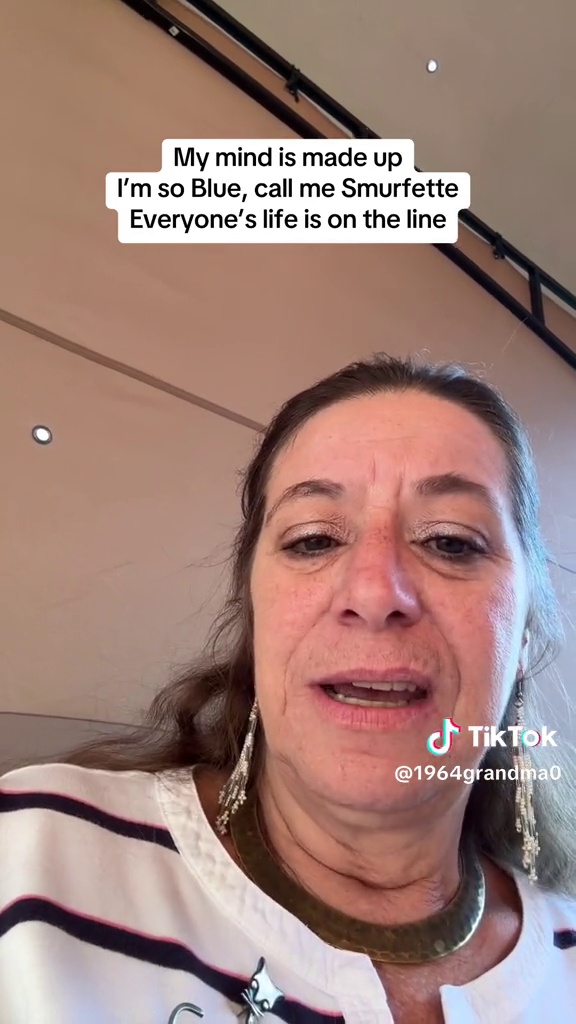 My mind is made up
I’m so Blue, call me Smurfette
Everyone’s life is on the line
TikTok
@1964grandma0